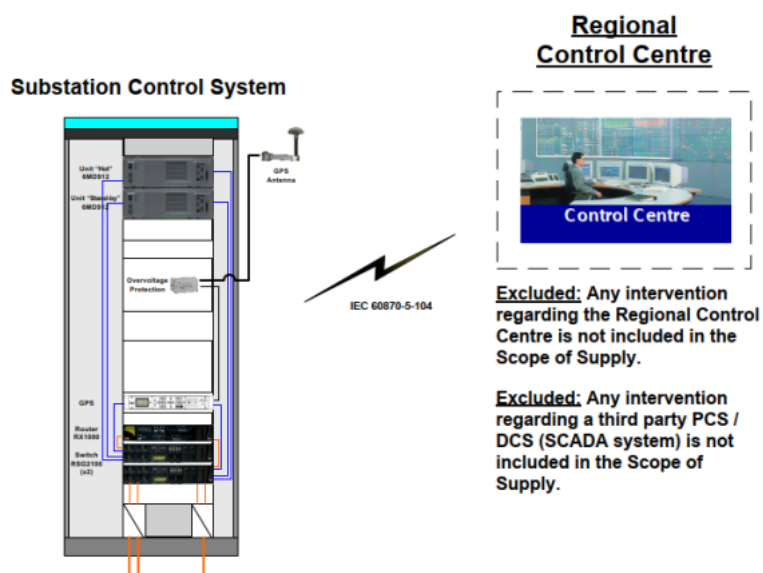 Regional
Control Centre
Substation Control System
Unit "Hot"
6MD912
Unit "Stand-by"
6MD912
GPS
Antenna
Control Centre
Overvoltage
Protection
IEC 60870-5-104
Excluded: Any intervention
regarding the Regional Control
Centre is not included in the
Scope of Supply.
GPS
Router
RX1000
Switch
RSG2100
(x2)
Excluded: Any intervention
regarding a third party PCS /
DCS (SCADA system) is not
included in the Scope of
Supply.